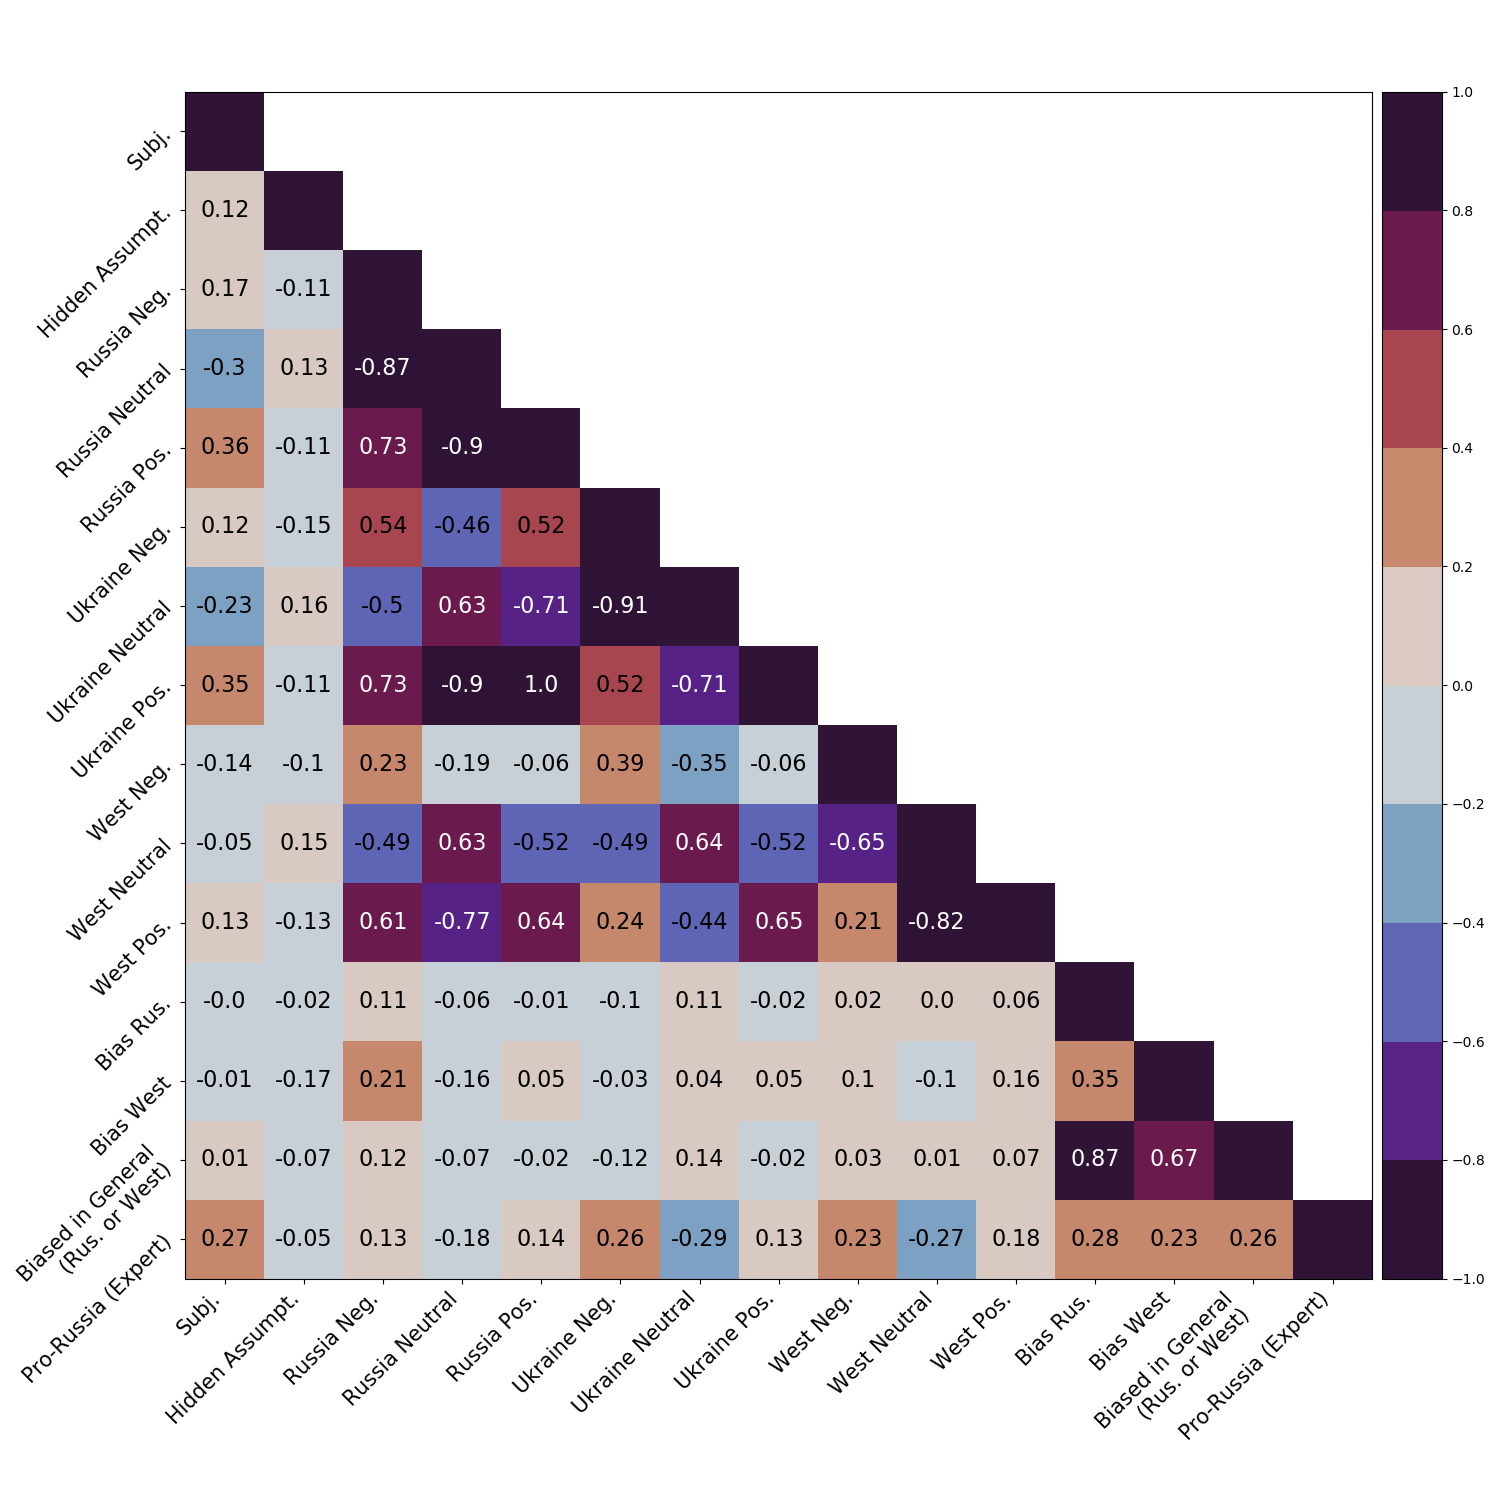 Subj.
Hidden Assumpt.
0.12
Russia Neg.
0.17 -0.11
Russia Neutral
-0.3 0.13 -0.87
Russia Pos.
0.36 -0.11 0.73 -0.9
Ukraine Neg.
0.12 -0.15 0.54 -0.46 0.52
Ukraine Neutral
-0.23 0.16 -0.5 0.63 -0.71 -0.91
Ukraine Pos.
0.35 -0.11 0.73 -0.9 1.0 0.52 -0.71
West Neg.
-0.14 -0.1 0.23 -0.19 -0.06 0.39 -0.35 -0.06
West Neutral
-0.05 0.15 -0.49 0.63 -0.52 -0.49 0.64 -0.52 -0.65
West Pos.
0.13 -0.13 0.61 -0.77 0.64 0.24 -0.44 0.65 0.21 -0.82
Bias Rus.
-0.0 -0.02 0.11 -0.06 -0.01 -0.1 0.11 -0.02 0.02 0.0 0.06
Bias West
-0.01 -0.17 0.21 -0.16 0.05 -0.03 0.04 0.05 0.1 -0.1 0.16 0.35
Biased in General
(Rus. or West)
0.01 -0.07 0.12 -0.07 -0.02 -0.12 0.14 -0.02 0.03 0.01 0.07 0.87 0.67
Pro-Russia (Expert)
0.27 -0.05 0.13 -0.18 0.14 0.26 -0.29 0.13 0.23 -0.27 0.18 0.28 0.23 0.26
Subj.
Hidden Assumpt.
Russia Neg.
Russia Neutral
Russia Pos.
Ukraine Neg.
Ukraine Neutral
Ukraine Pos.
West Neg.
West Neutral
West Pos.
Bias Rus.
Bias West
Biased in General
(Rus. or West)
Pro-Russia (Expert)
1.0
0.8
0.6
0.4
0.2
0.0
−0.2
−0.4
−0.6
−0.8
−1.0